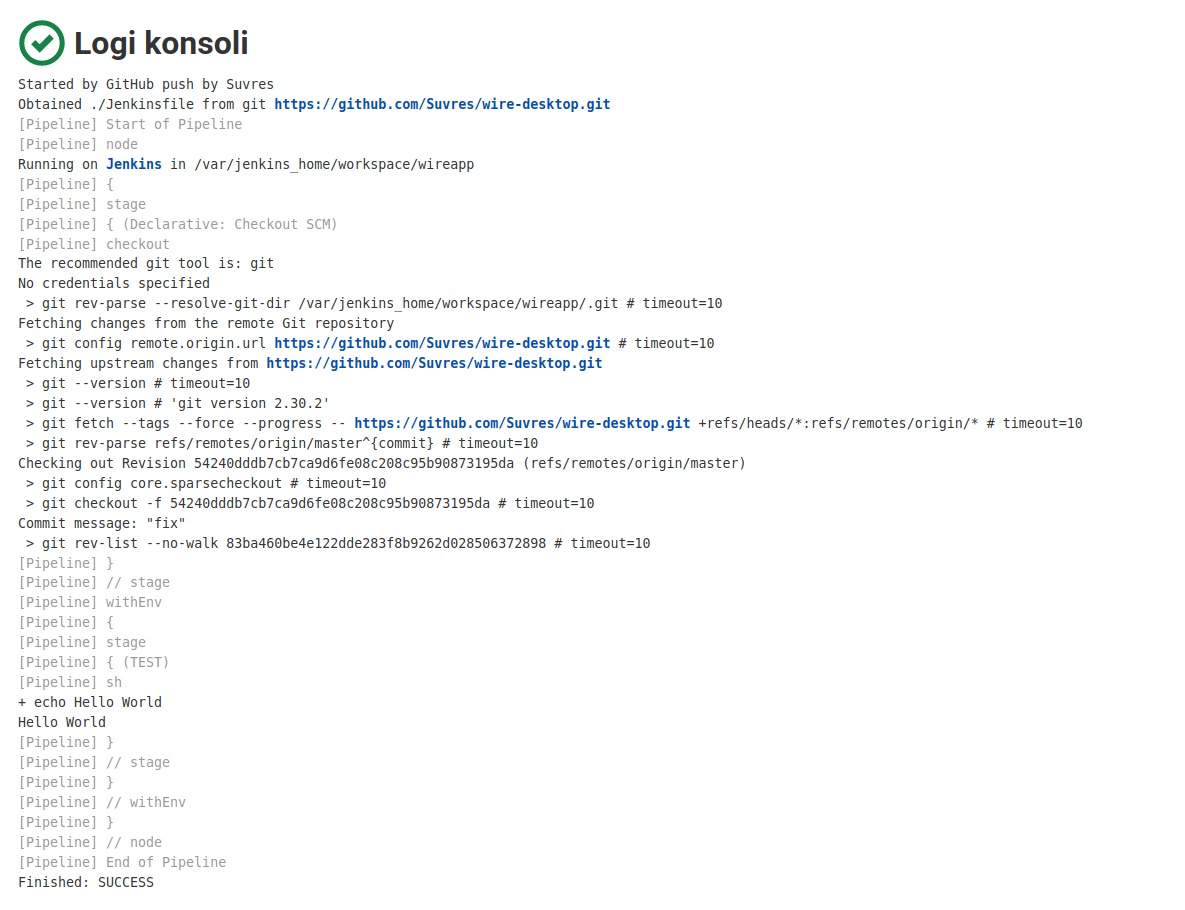 Logi konsoli
Started by GitHub push by Suvres
Obtained ./Jenkinsfile from git https://github.com/Suvres/wire-desktop.git
[Pipeline] Start of Pipeline
[Pipeline] node
Running on Jenkins in /var/jenkins_home/workspace/wireapp
[Pipeline] {
[Pipeline] stage
[Pipeline] { (Declarative: Checkout SCM)
[Pipeline] checkout
The recommended git tool is: git
No credentials specified
 > git rev-parse --resolve-git-dir /var/jenkins_home/workspace/wireapp/.git # timeout=10
Fetching changes from the remote Git repository
 > git config remote.origin.url https://github.com/Suvres/wire-desktop.git # timeout=10
Fetching upstream changes from https://github.com/Suvres/wire-desktop.git
 > git --version # timeout=10
 > git --version # 'git version 2.30.2'
 > git fetch --tags --force --progress -- https://github.com/Suvres/wire-desktop.git +refs/heads/*:refs/remotes/origin/* # timeout=10
 > git rev-parse refs/remotes/origin/master^{commit} # timeout=10
Checking out Revision 54240dddb7cb7ca9d6fe08c208c95b90873195da (refs/remotes/origin/master)
 > git config core.sparsecheckout # timeout=10
 > git checkout -f 54240dddb7cb7ca9d6fe08c208c95b90873195da # timeout=10
Commit message: "fix"
 > git rev-list --no-walk 83ba460be4e122dde283f8b9262d028506372898 # timeout=10
[Pipeline] }
[Pipeline] // stage
[Pipeline] withEnv
[Pipeline] {
[Pipeline] stage
[Pipeline] { (TEST)
[Pipeline] sh
+ echo Hello World
Hello World
[Pipeline] }
[Pipeline] // stage
[Pipeline] }
[Pipeline] // withEnv
[Pipeline] }
[Pipeline] // node
[Pipeline] End of Pipeline
Finished: SUCCESS